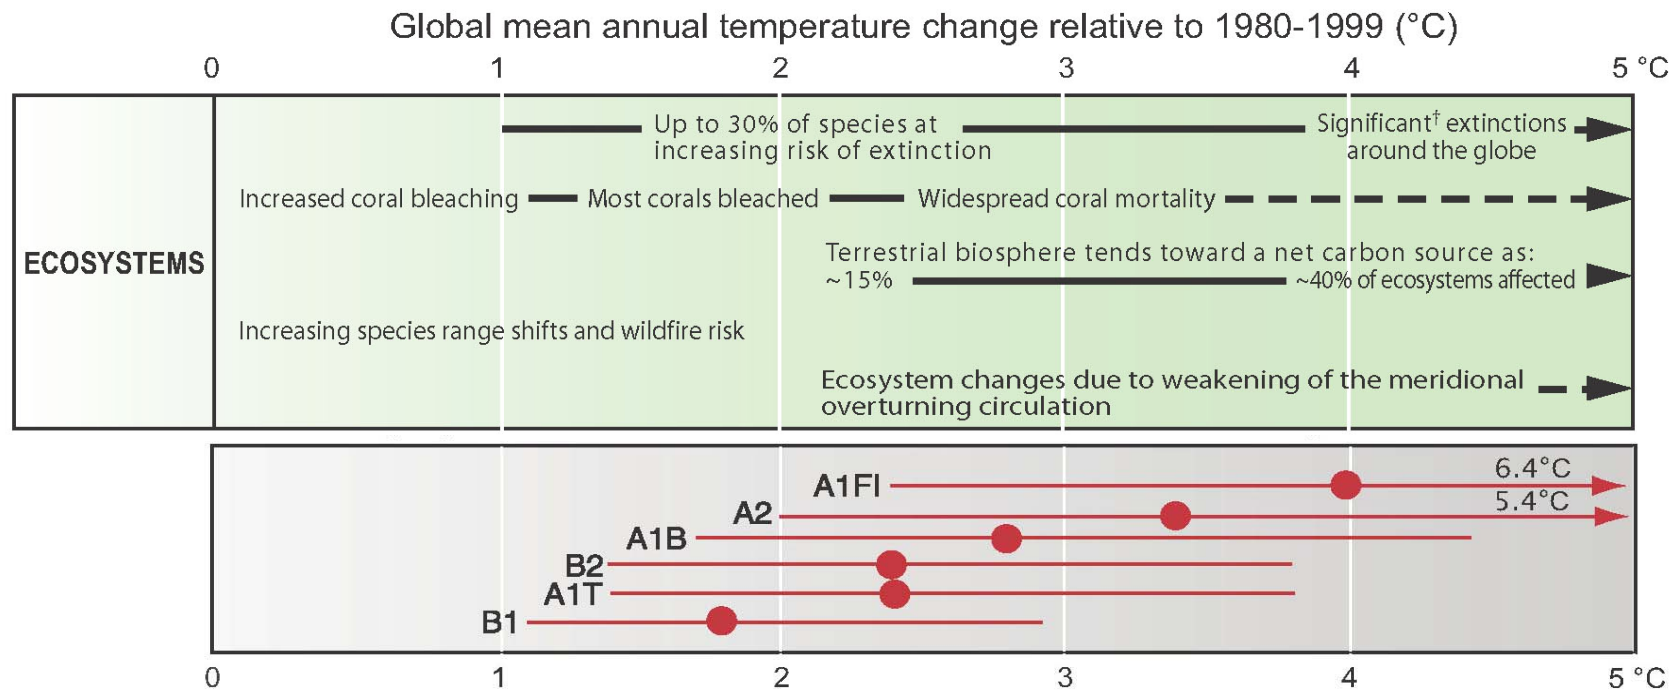 Global mean annual temperature change relative to 1980-1999 (°C)
0 1 2 3 4 5 °C
ECOSYSTEMS
Up to 30% of species at
increasing risk of extinction
Significant† extinctions
around the globe
Increased coral bleaching Most corals bleached Widespread coral mortality
Terrestrial biosphere tends toward a net carbon source as:
~15% ~40% of ecosystems affected
Increasing species range shifts and wildfire risk
Ecosystem changes due to weakening of the meridional
overturning circulation
A1FI 6.4°C
A2 5.4°C
A1B
B2
A1T
B1
0 1 2 3 4 5 °C